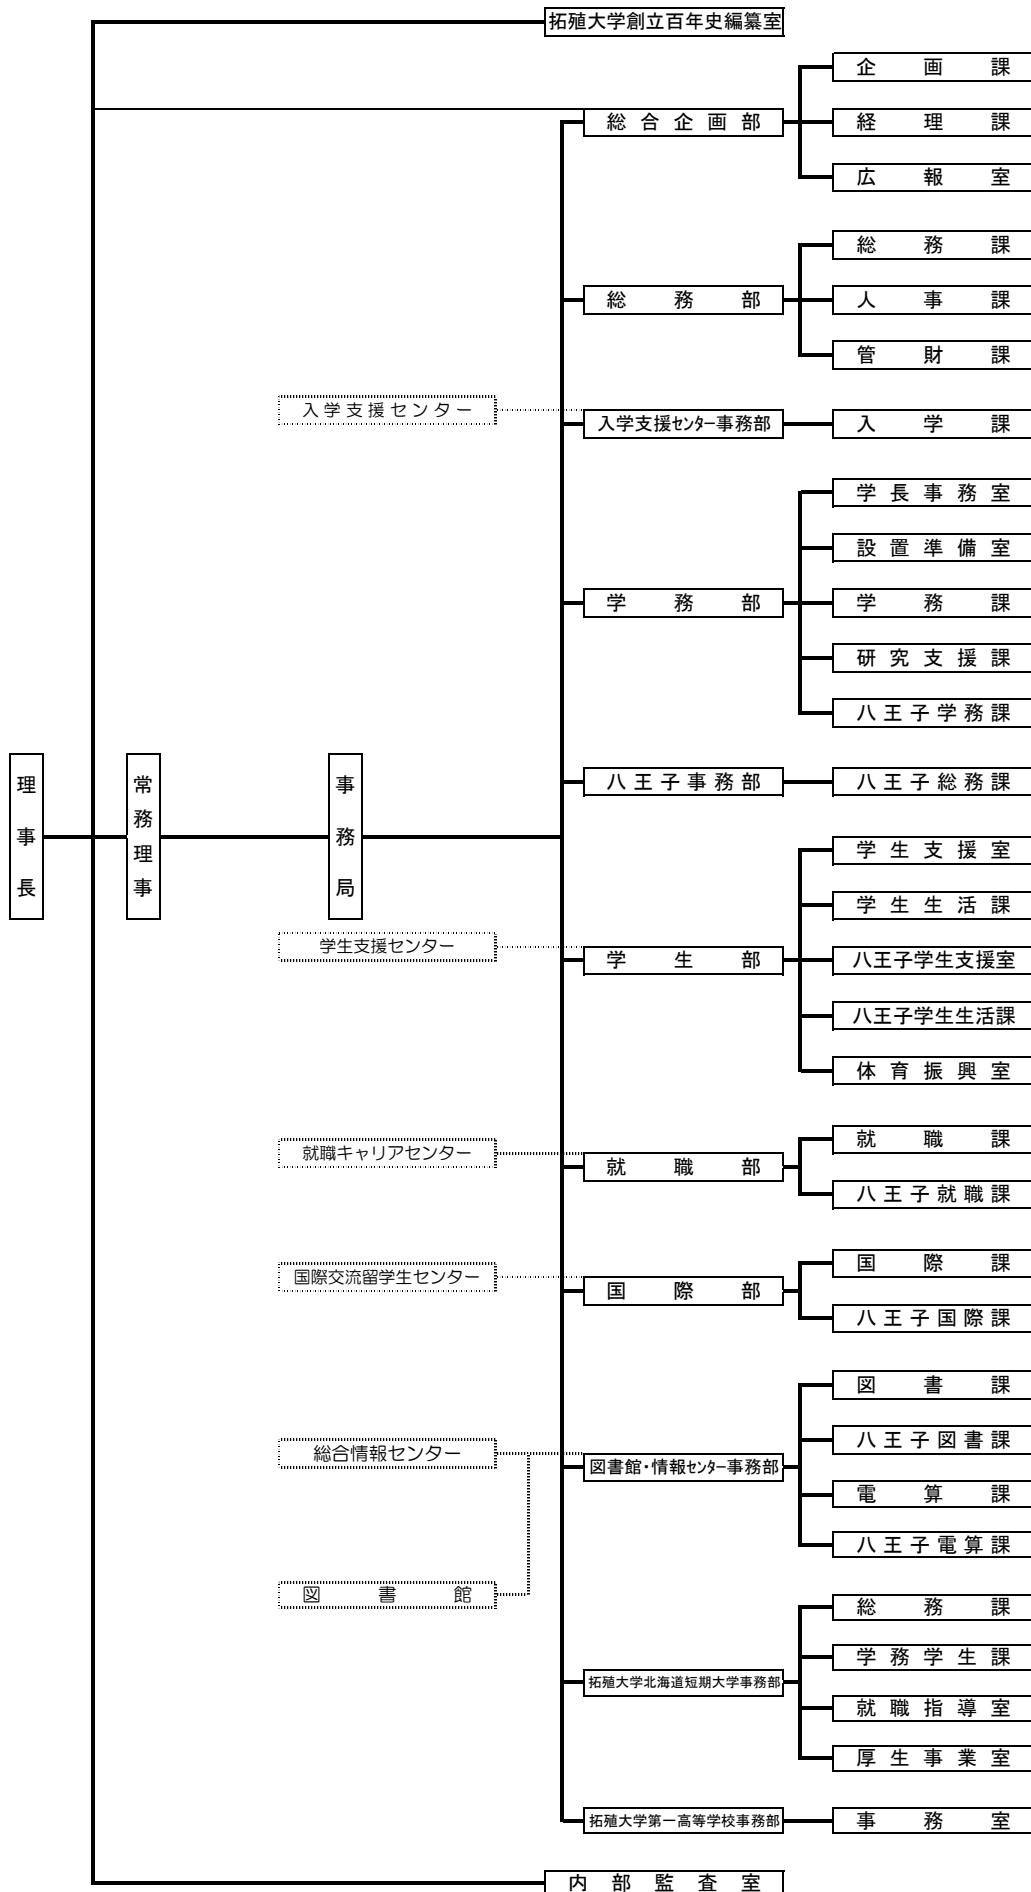 拓殖大学創立百年史編纂室
企画課
総合企画部
経理課
広報室
総務課
総務部
人事課
管財課
入学支援センター
入学支援センター事務部
入学課
学長事務室
設置準備室
学務部
学務課
研究支援課
八王子学務課
理事長
常務理事
事務局
八王子事務部
八王子総務課
学生支援室
学生生活課
学生支援センター
学生部
八王子学生支援室
八王子学生生活課
体育振興室
就職キャリアセンター
就職部
就職課
八王子就職課
国際交流留学生センター
国際部
国際課
八王子国際課
図書課
総合情報センター
八王子図書課
図書館・情報センター事務部
電算課
八王子電算課
図書館
総務課
学務学生課
拓殖大学北海道短期大学事務部
就職指導室
厚生事業室
拓殖大学第一高等学校事務部
事務室
内部監査室